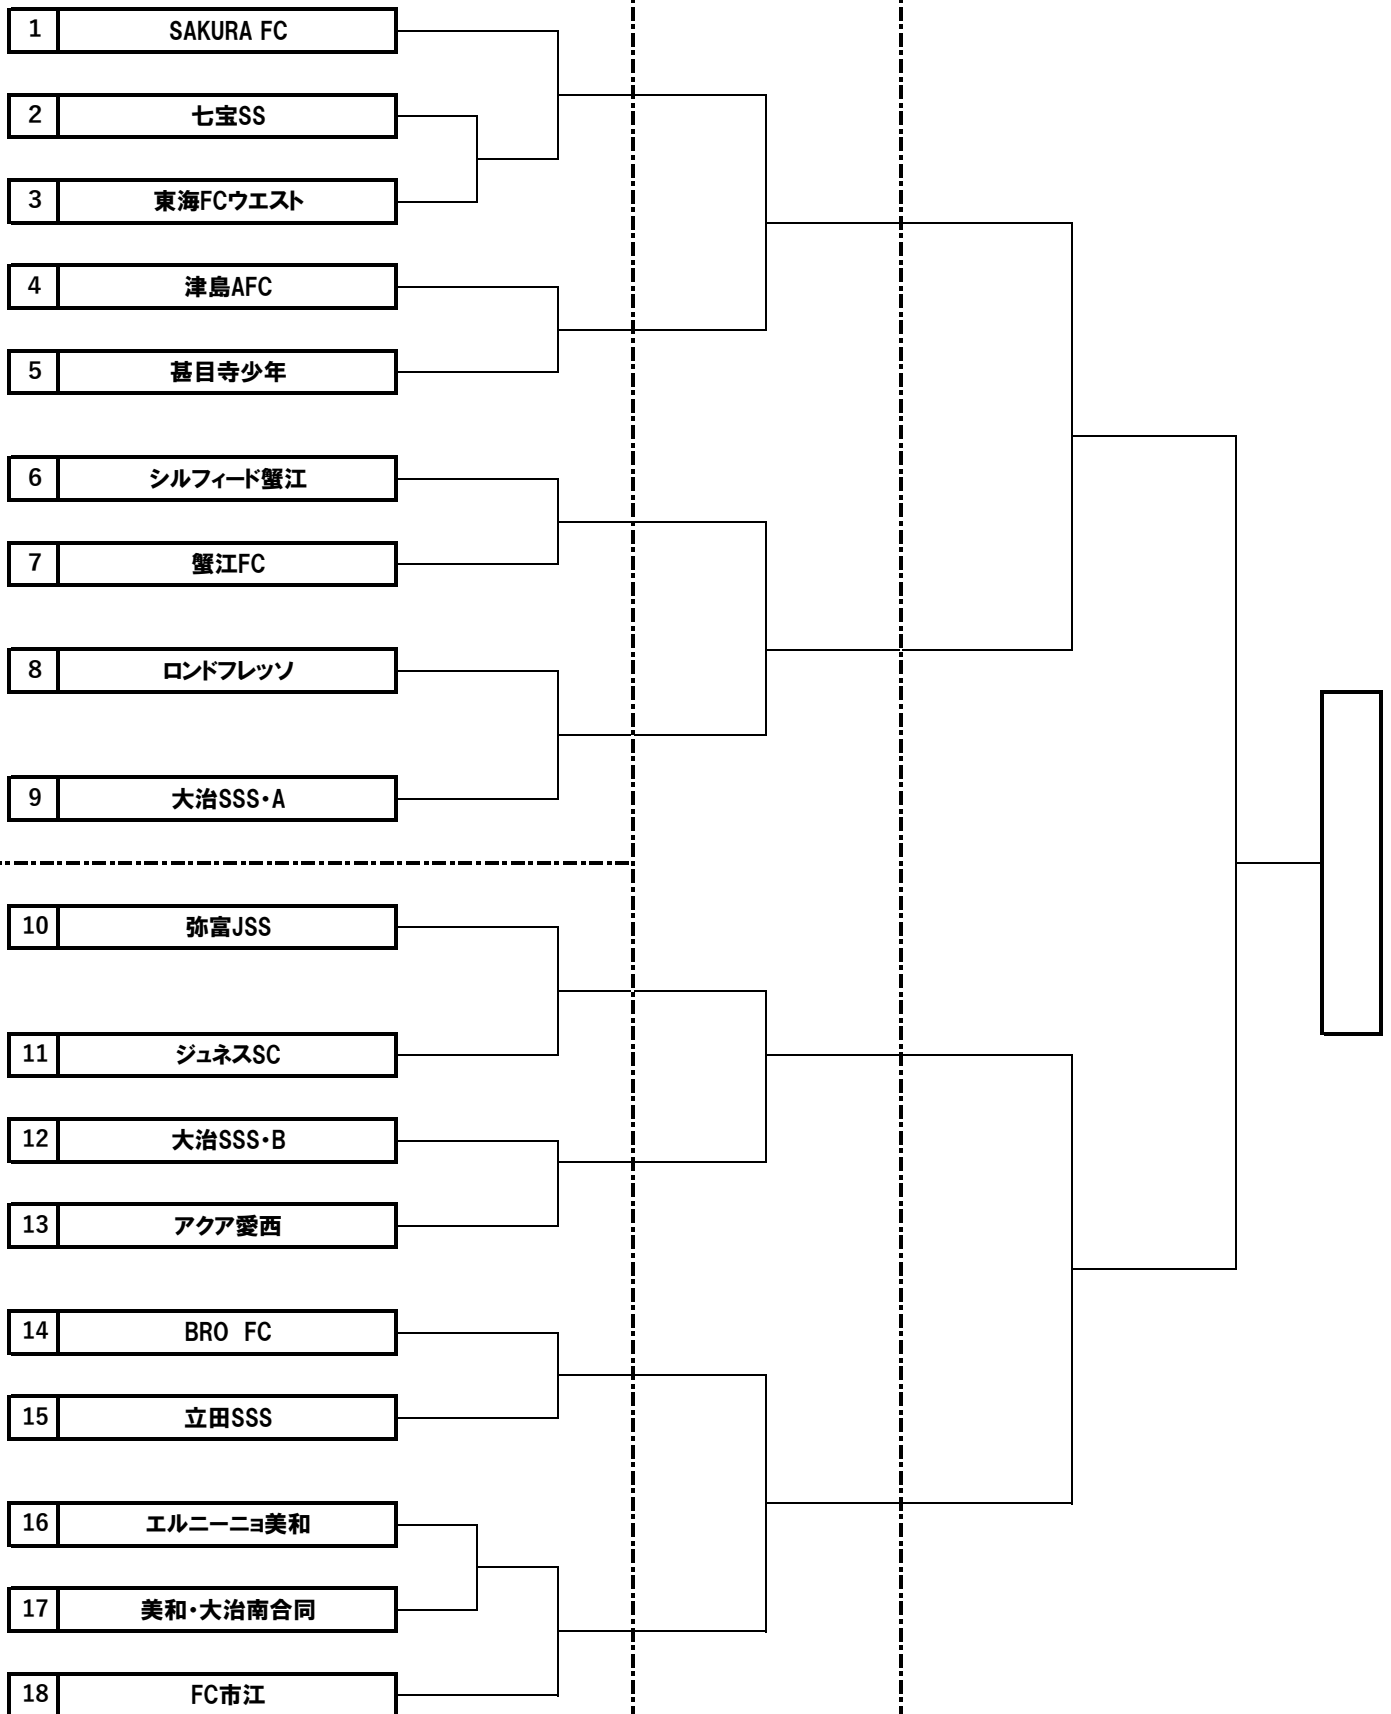 1 SAKURA FC
2 七宝SS
3 東海FCウエスト
4 津島AFC
5 甚目寺少年
6 シルフィード蟹江
7 蟹江FC
8 ロンドフレッソ
9 大治SSS・A
10 弥富JSS
11 ジュネスSC
12 大治SSS・B
13 アクア愛西
14 BRO　FC
15 立田SSS
16 エルニーニョ美和
17 美和・大治南合同
18 FC市江